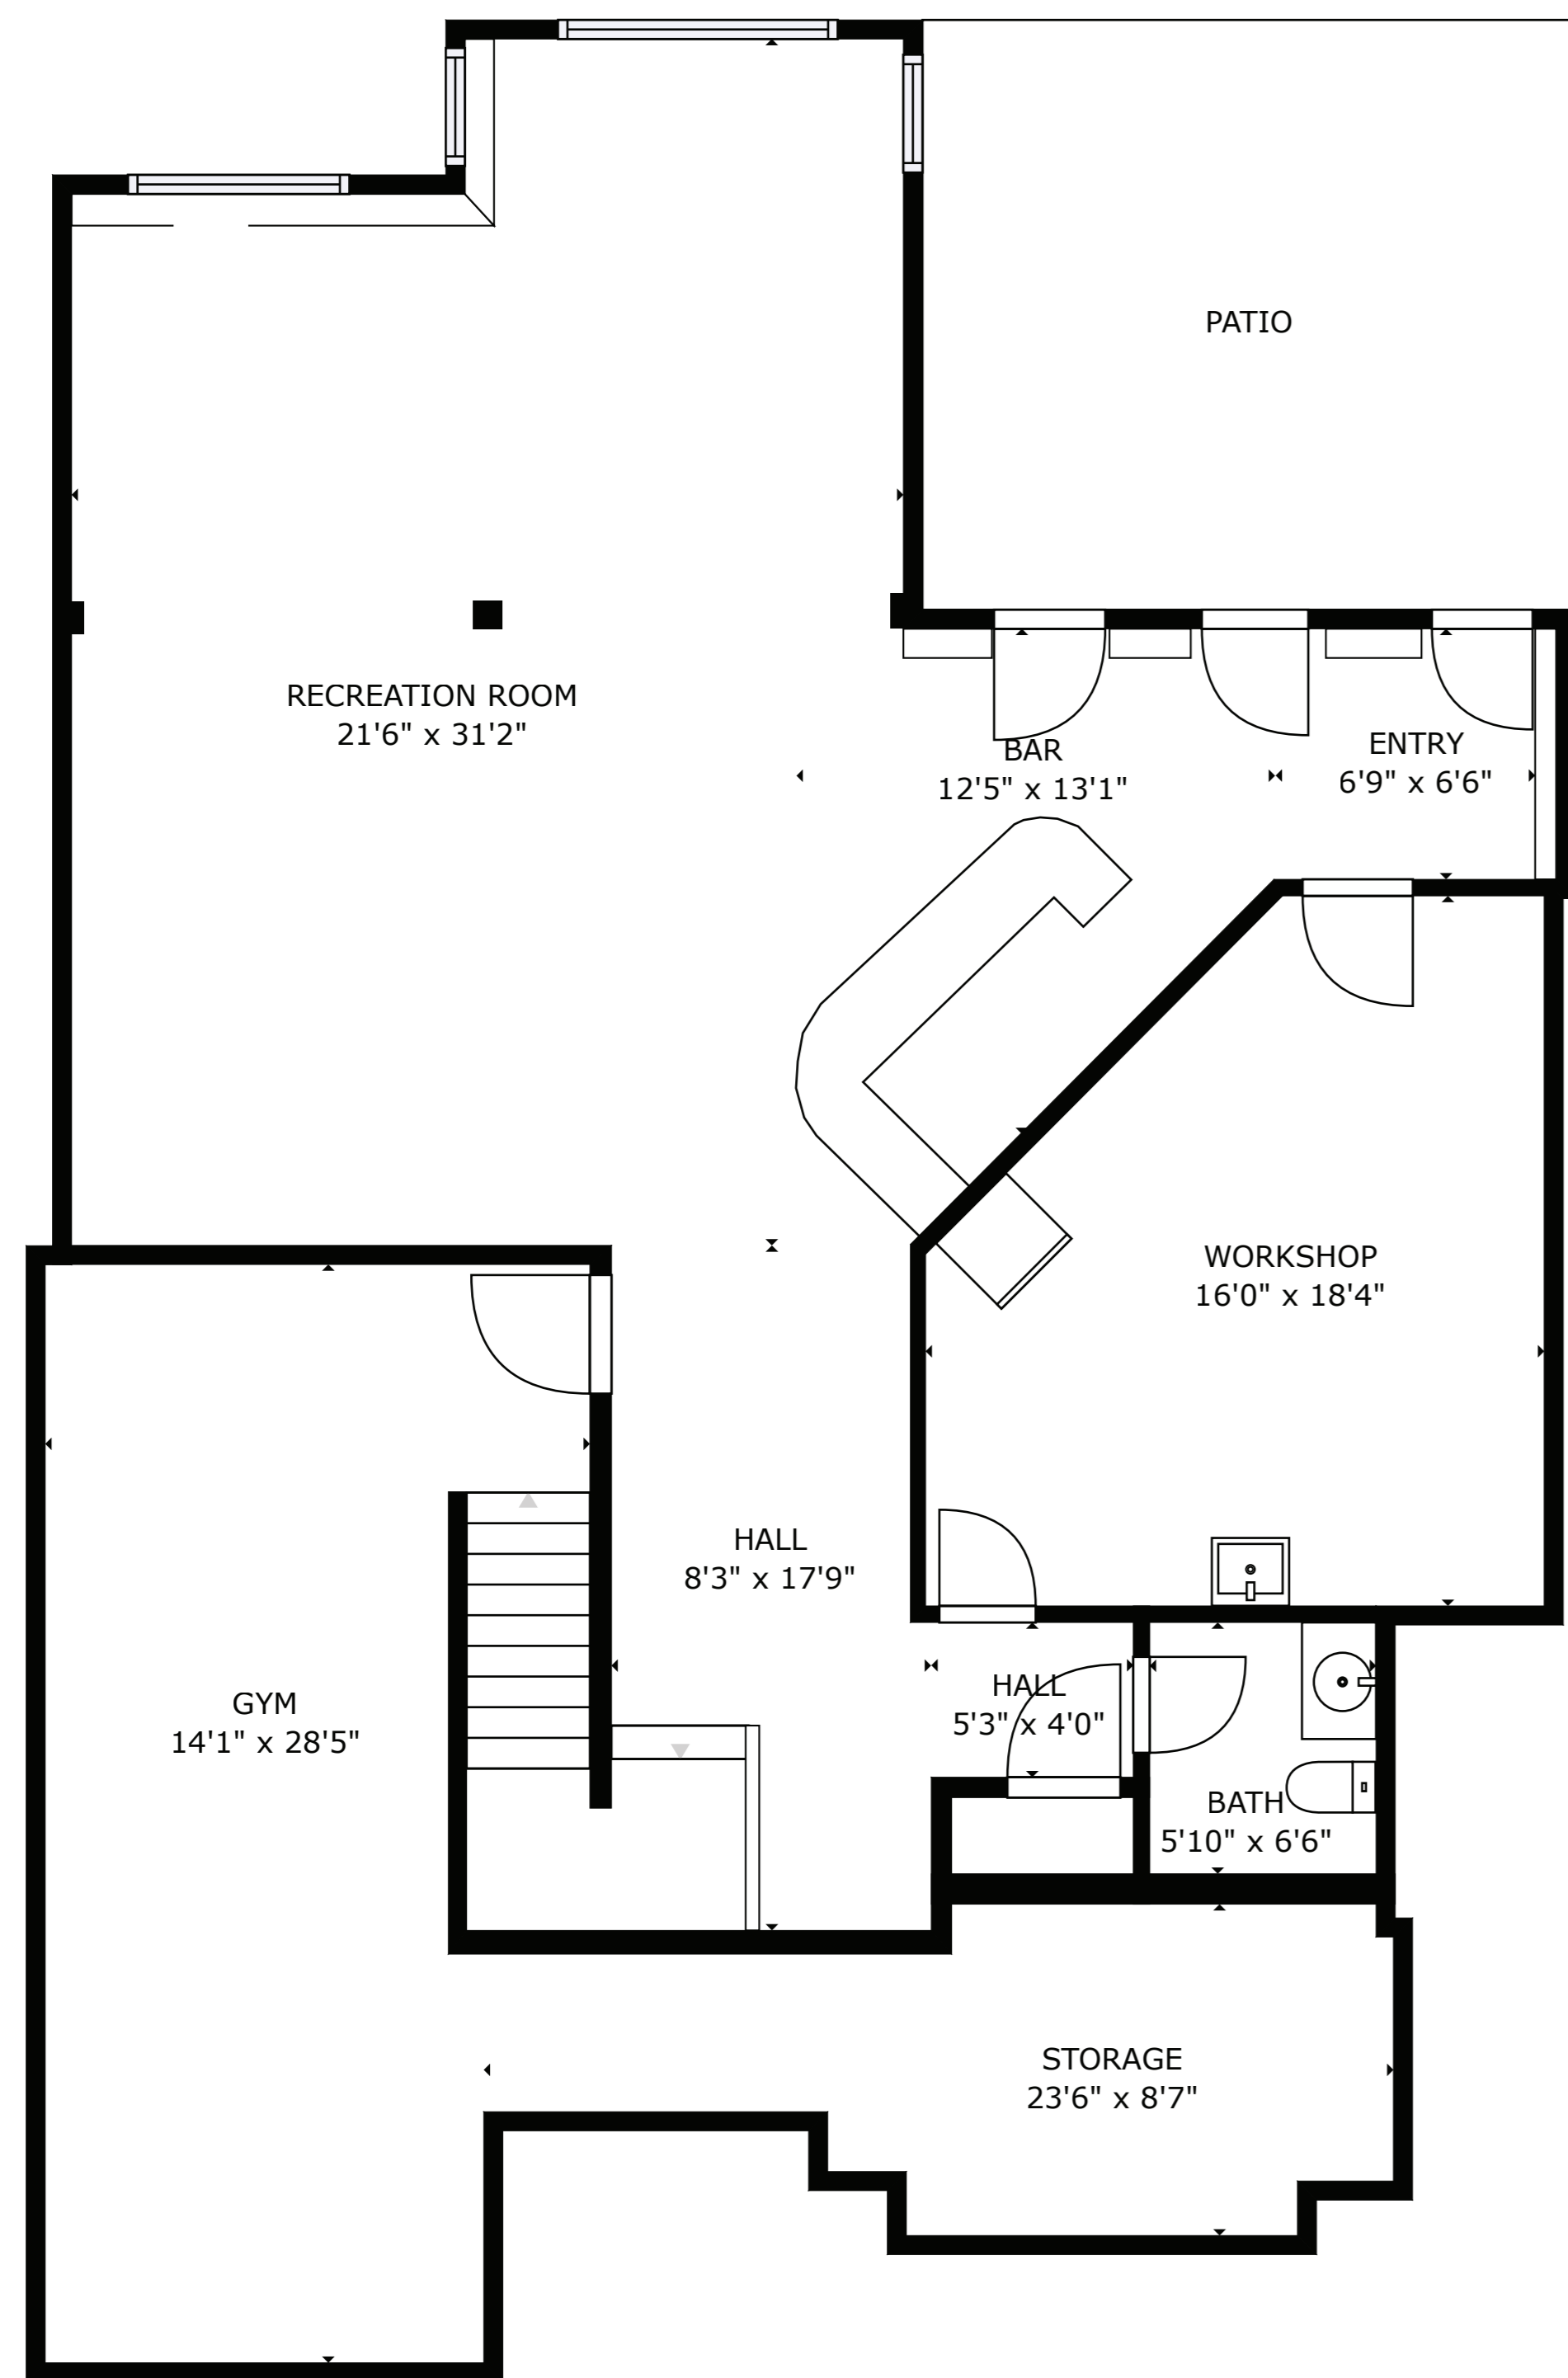 PATIO
RECREATION ROOM
21'6" x 31'2"
BAR
12'5" x 13'1"
ENTRY
6'9" x 6'6"
WORKSHOP
16'0" x 18'4"
HALL
8'3" x 17'9"
HALL
5'3" x 4'0"
GYM
14'1" x 28'5"
BATH
5'10" x 6'6"
STORAGE
23'6" x 8'7"